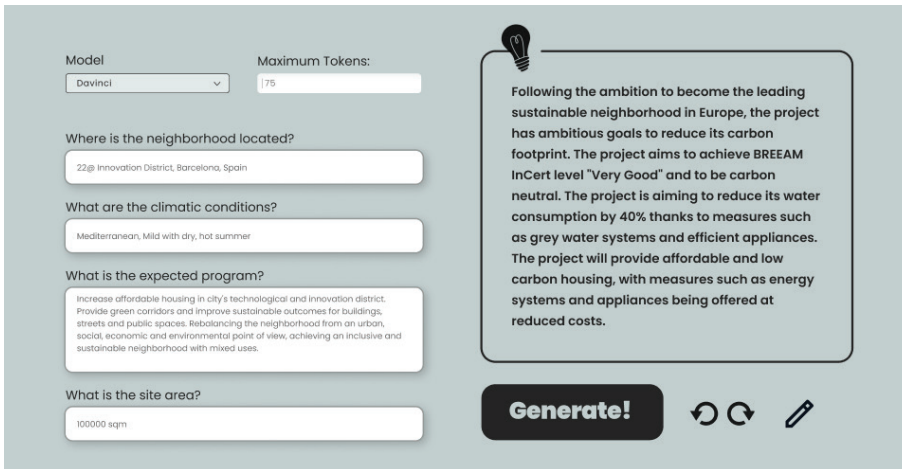 Model
Maximum Tokens:
Davinci
75
Where is the neighborhood located?
22@ Innovation District, Barcelona, Spain
What are the climatic conditions?
Mediterranean, Mild with dry, hot summer
What is the expected program?
Increase affordable housing in city's technological and innovation district.
Provide green corridors and improve sustainable outcomes for buildings,
streets and public spaces. Rebalancing the neighborhood from an urban,
social, economic and environmental point of view, achieving an inclusive and
sustainable neighborhood with mixed uses.
What is the site area?
100000 sqm
Following the ambition to become the leading
sustainable neighborhood in Europe, the project
has ambitious goals to reduce its carbon
footprint. The project aims to achieve BREEAM
InCert level "Very Good" and to be carbon
neutral. The project is aiming to reduce its water
consumption by 40% thanks to measures such
as grey water systems and efficient appliances.
The project will provide affordable and low
carbon housing, with measures such as energy
systems and appliances being offered at
reduced costs.
Generate!